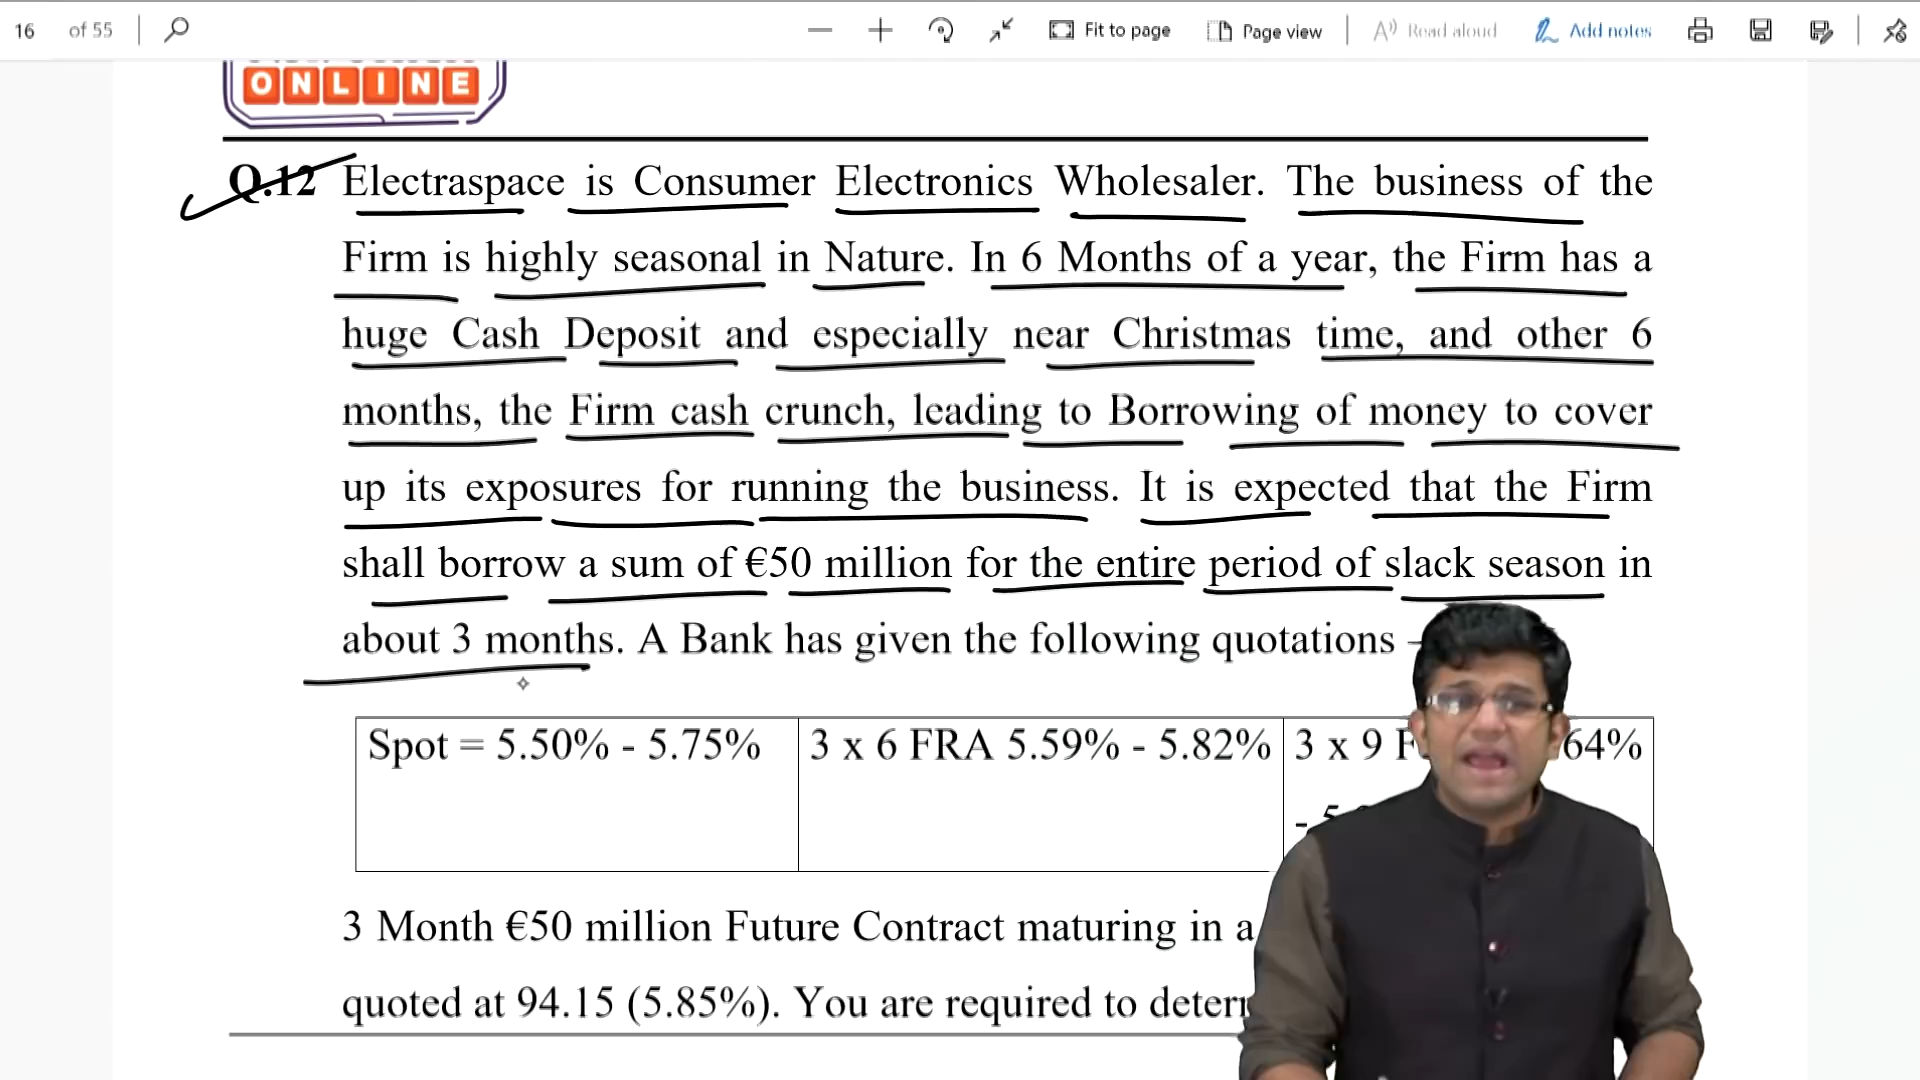 16 of 55
Fit to page
Page view
Read aloud
Add notes
ONLINE
Q.12 Electraspace is Consumer Electronics Wholesaler. The business of the
Firm is highly seasonal in Nature. In 6 Months of a year, the Firm has a
huge Cash Deposit and especially near Christmas time, and other 6
months, the Firm cash crunch, leading to Borrowing of money to cover
up its exposures for running the business. It is expected that the Firm
shall borrow a sum of €50 million for the entire period of slack season in
about 3 months. A Bank has given the following quotations -
Spot = 5.50% - 5.75%
3 x 6 FRA 5.59% - 5.82%
3 x 9 64%
3 Month €50 million Future Contract maturing in a
quoted at 94.15 (5.85%). You are required to